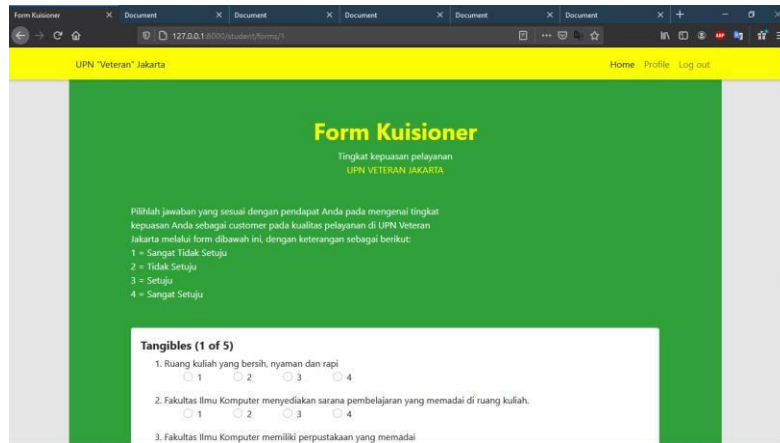 Form Kuisioner
Document
Document
Document
Document
Document
127.0.0.1:8000/student/forms/1
UPN "Veteran" Jakarta
Home Profile Log out
Form Kuisioner
Tingkat kepuasan pelayanan
UPN VETERAN JAKARTA
Pilihlah jawaban yang sesuai dengan pendapat Anda pada mengenai tingkat
kepuasan Anda sebagai customer pada kualitas pelayanan di UPN Veteran
Jakarta melalui form dibawah ini, dengan keterangan sebagai berikut:
1 = Sangat Tidak Setuju
2 = Tidak Setuju
3 = Setuju
4 = Sangat Setuju
Tangibles (1 of 5)
1. Ruang kuliah yang bersih, nyaman dan rapi
1 2 3 4
2. Fakultas Ilmu Komputer menyediakan sarana pembelajaran yang memadai di ruang kuliah.
1 2 3 4
3. Fakultas Ilmu Komputer memiliki perpustakaan yang memadai